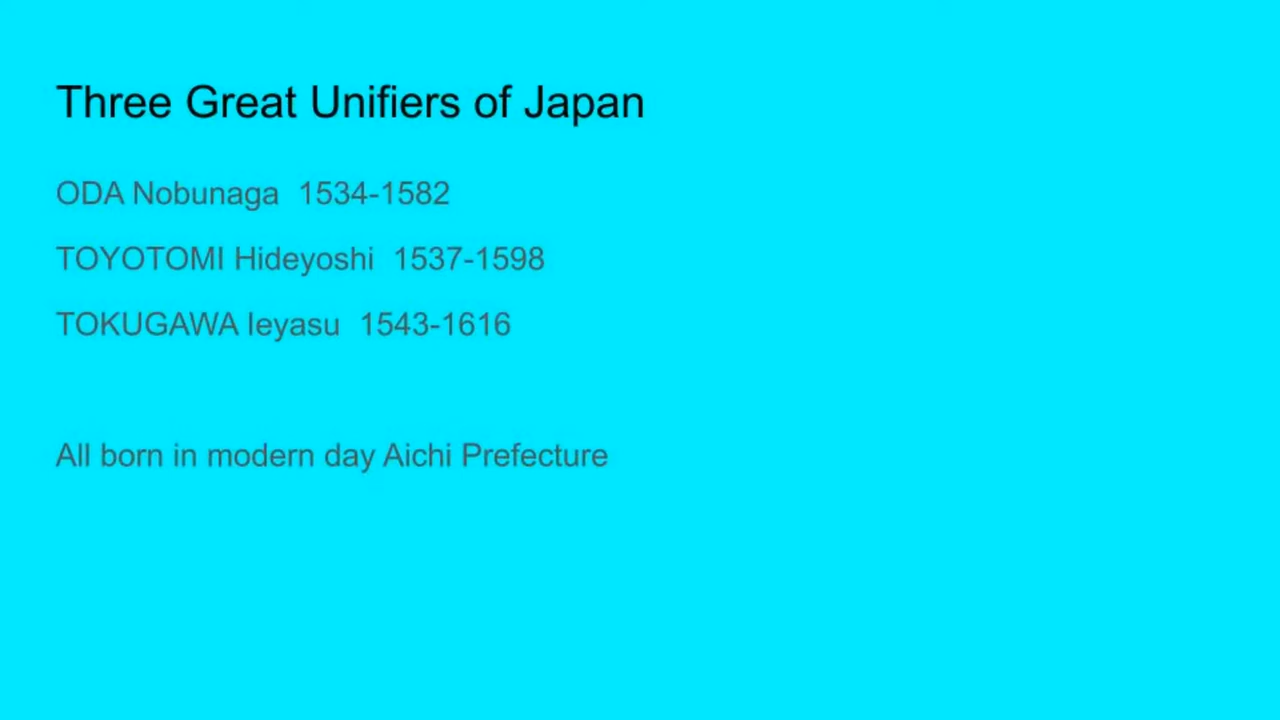 Three Great Unifiers of Japan
ODA Nobunaga 1534-1582
TOYOTOMI Hideyoshi 1537-1598
TOKUGAWA Ieyasu 1543-1616
All born in modern day Aichi Prefecture